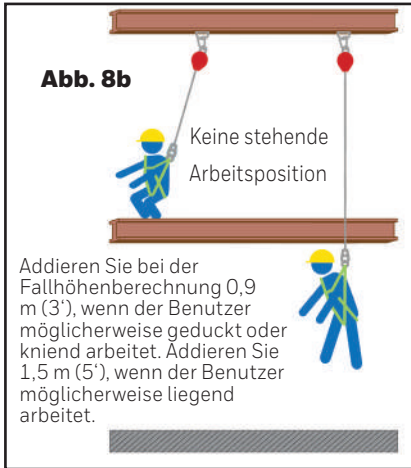 Abb. 8b
Keine stehende
Arbeitsposition
Addieren Sie bei der
Fallhöhenberechnung 0,9
m (3‘), wenn der Benutzer
möglicherweise geduckt oder
kniend arbeitet. Addieren Sie
1,5 m (5‘), wenn der Benutzer
möglicherweise liegend
arbeitet.